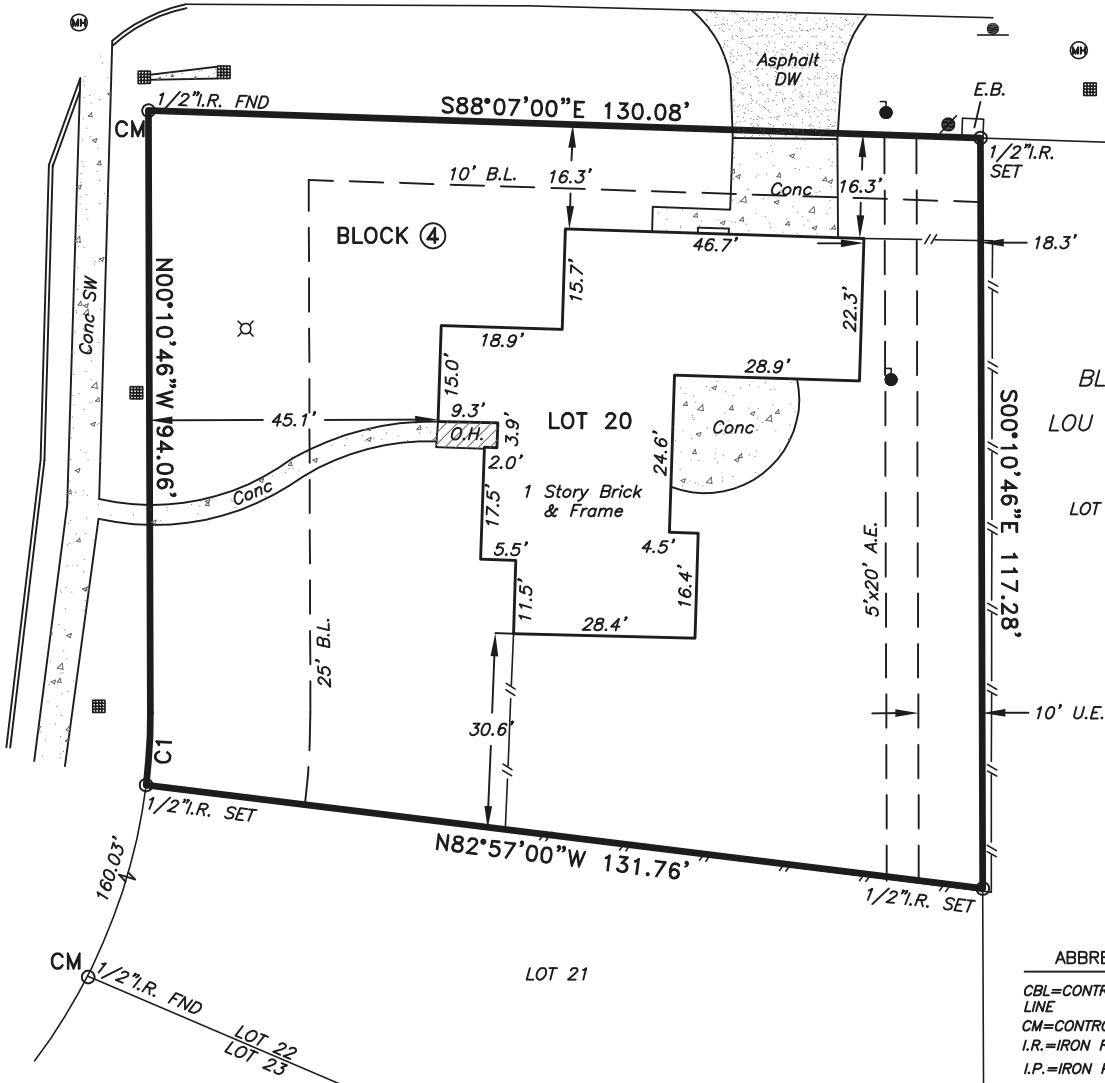 MH
MH
Asphalt
DW
E.B.
1/2"I.R. FND
CM
S88°07'00"E 130.08'
1/2"I.R.
SET
10' B.L.
16.3'
Conc
16.3'
BLOCK 4
46.7'
18.3'
Conc SW
N00°10'46"W 94.06'
15.7'
22.3'
18.9'
15.0'
28.9'
BL
45.1'
9.3'
O.H.
3.9'
LOT 20
Conc
S00°10'46"E 117.28'
LOU
2.0'
24.6'
Conc
1 Story Brick
& Frame
17.5'
LOT
5.5'
4.5'
11.5'
16.4'
5'x20' A.E.
28.4'
25' B.L.
30.6'
10' U.E.
C1
1/2"I.R. SET
N82°57'00"W 131.76'
1/2"I.R. SET
160.03'
CM
1/2"I.R. FND
LOT 21
LOT 22
LOT 23
ABBRE
CBL=CONTR
LINE
CM=CONTRO
I.R.=IRON
I.P.=IRON